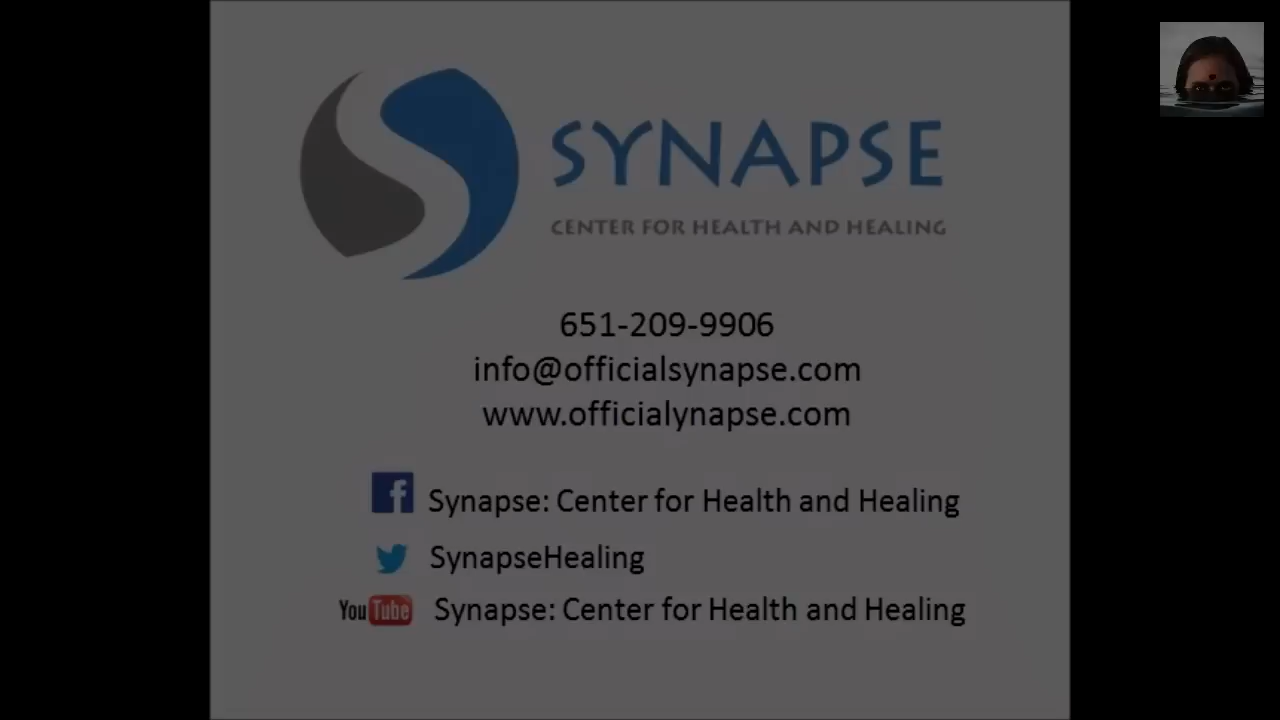 SYNAPSE
CENTER FOR HEALTH AND HEALING
651-209-9906
info@officialsynapse.com
www.officialynapse.com
Synapse: Center for Health and Healing
SynapseHealing
YouTube Synapse: Center for Health and Healing